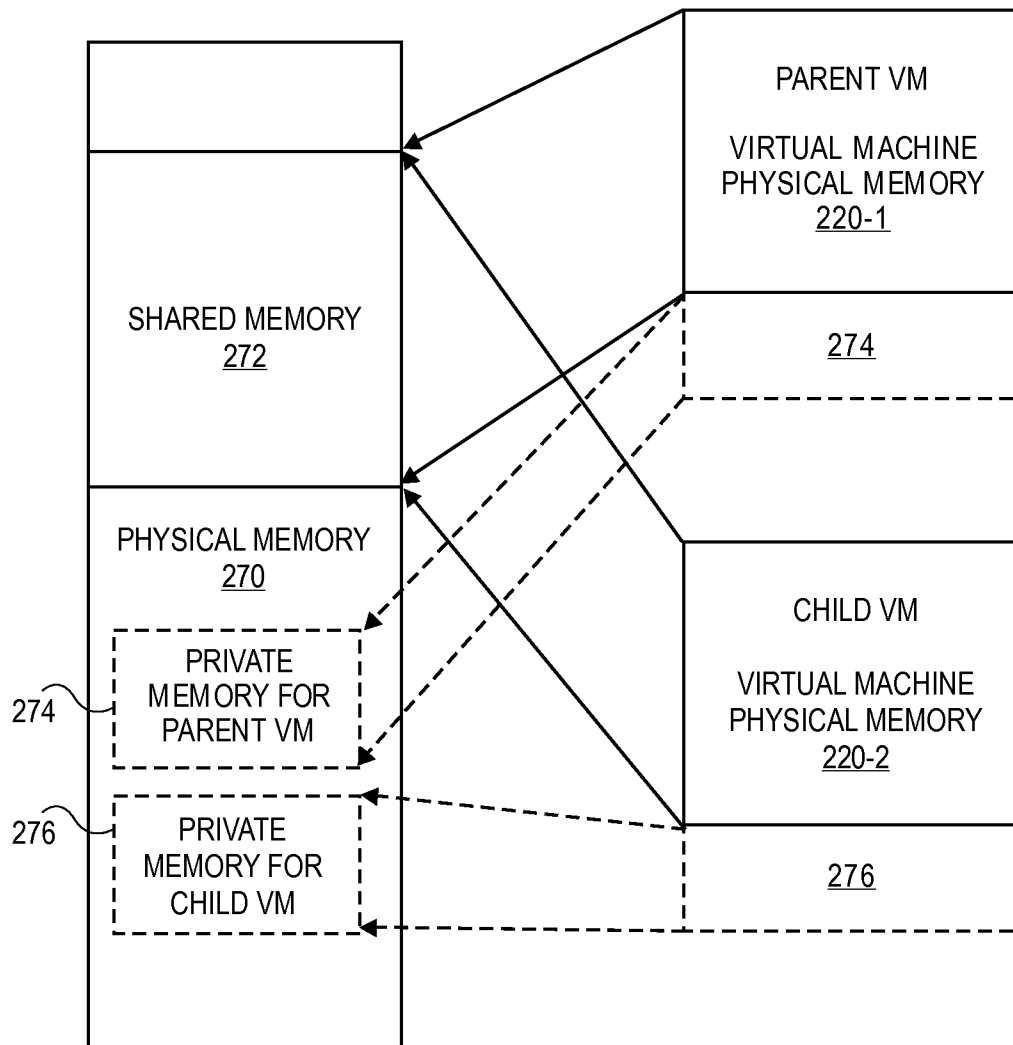 PARENT VM
VIRTUAL MACHINE
PHYSICAL MEMORY
220-1
274
SHARED MEMORY
272
PHYSICAL MEMORY
270
PRIVATE
MEMORY FOR
PARENT VM
274
PRIVATE
MEMORY FOR
CHILD VM
276
CHILD VM
VIRTUAL MACHINE
PHYSICAL MEMORY
220-2
276